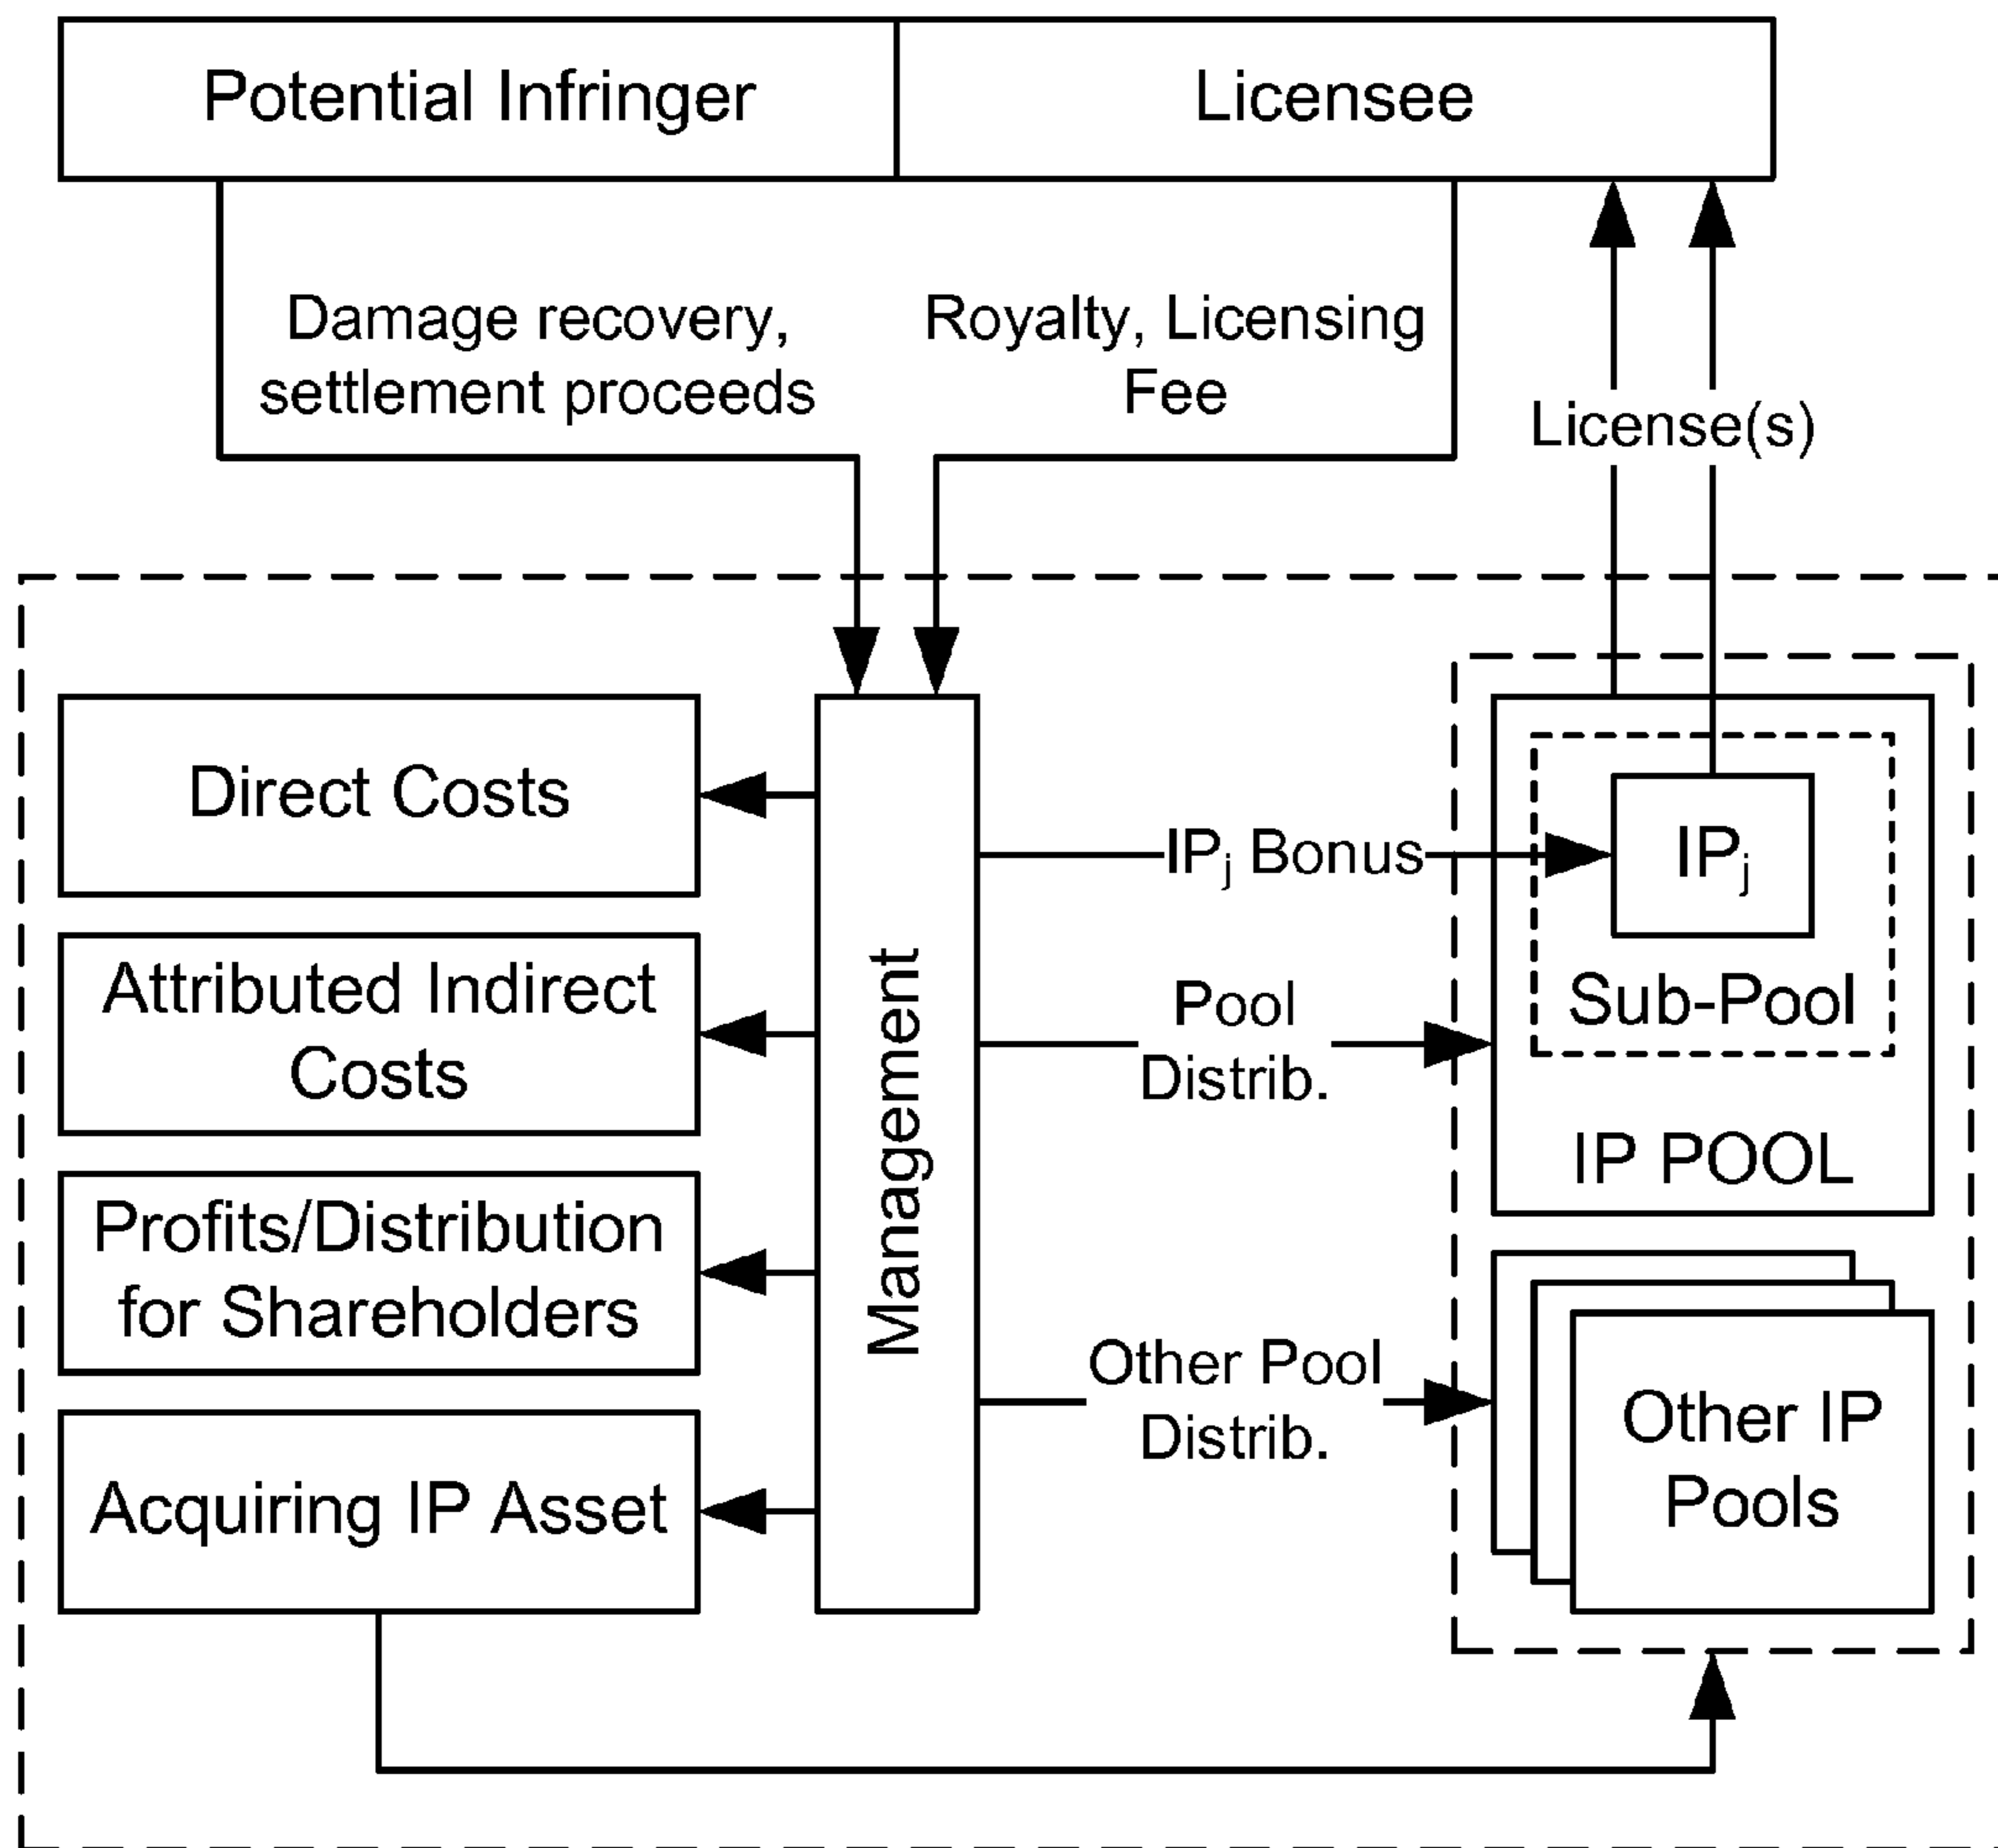 Potential Infringer
Licensee
Damage recovery,
settlement proceeds
Royalty, Licensing
Fee
License(s)
Direct Costs
Attributed Indirect
Costs
Profits/Distribution
for Shareholders
Acquiring IP Asset
Management
IPj Bonus
Pool
Distrib.
Other Pool
Distrib.
IPj
Sub-Pool
IP POOL
Other IP
Pools